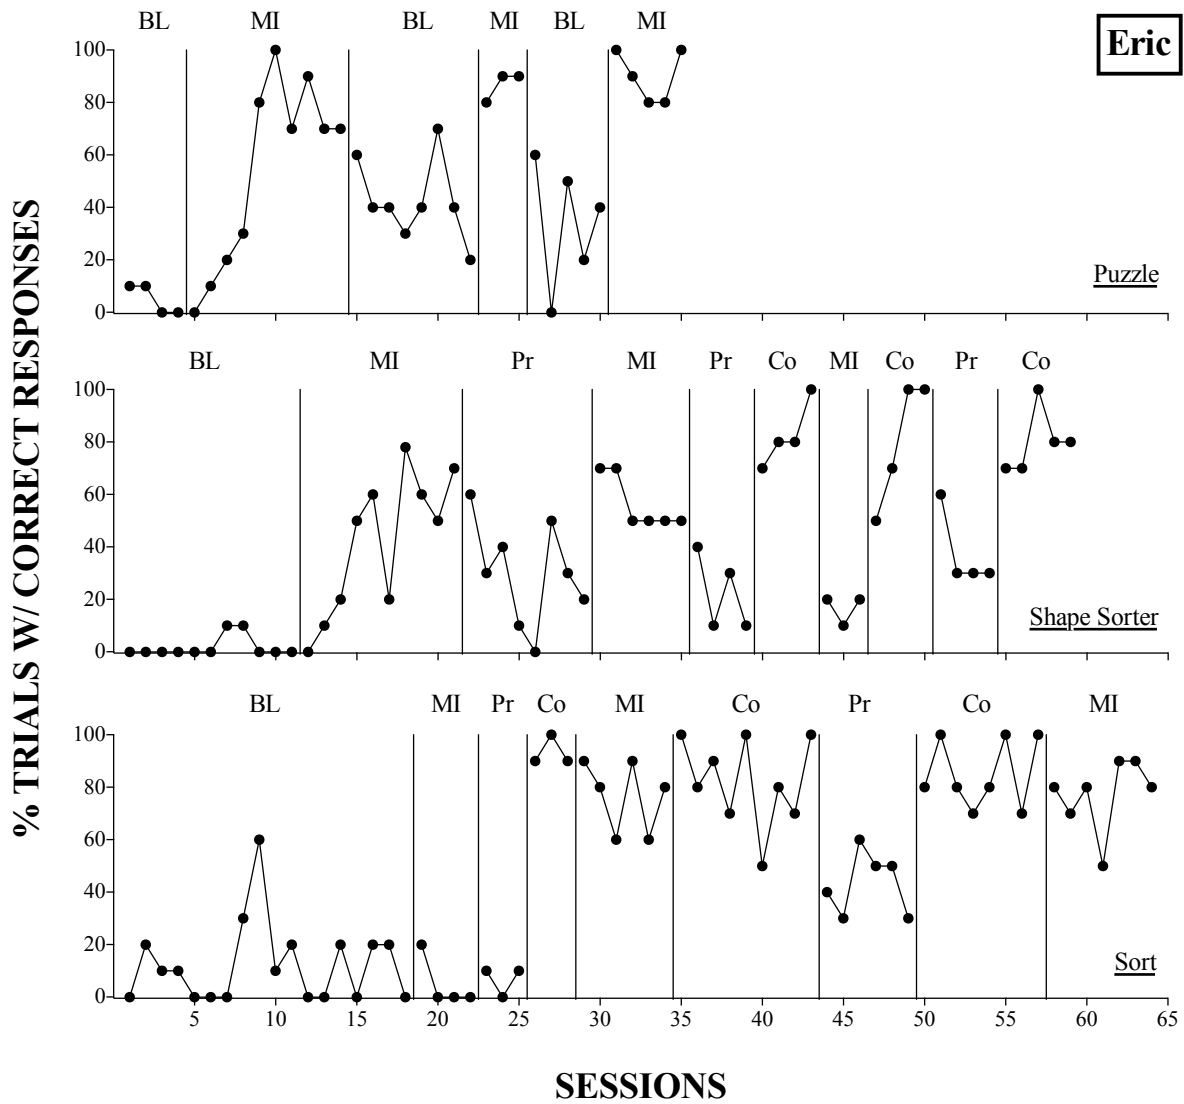 BL MI BL MI BL MI
Eric
100
80
60
40
20
0
Puzzle
BL MI Pr MI Pr Co MI Co Pr Co
100
80
60
40
20
0
Shape Sorter
BL MI Pr Co MI Co Pr Co MI
100
80
60
40
20
0
Sort
5 10 15 20 25 30 35 40 45 50 55 60 65
SESSIONS
% TRIALS W/ CORRECT RESPONSES